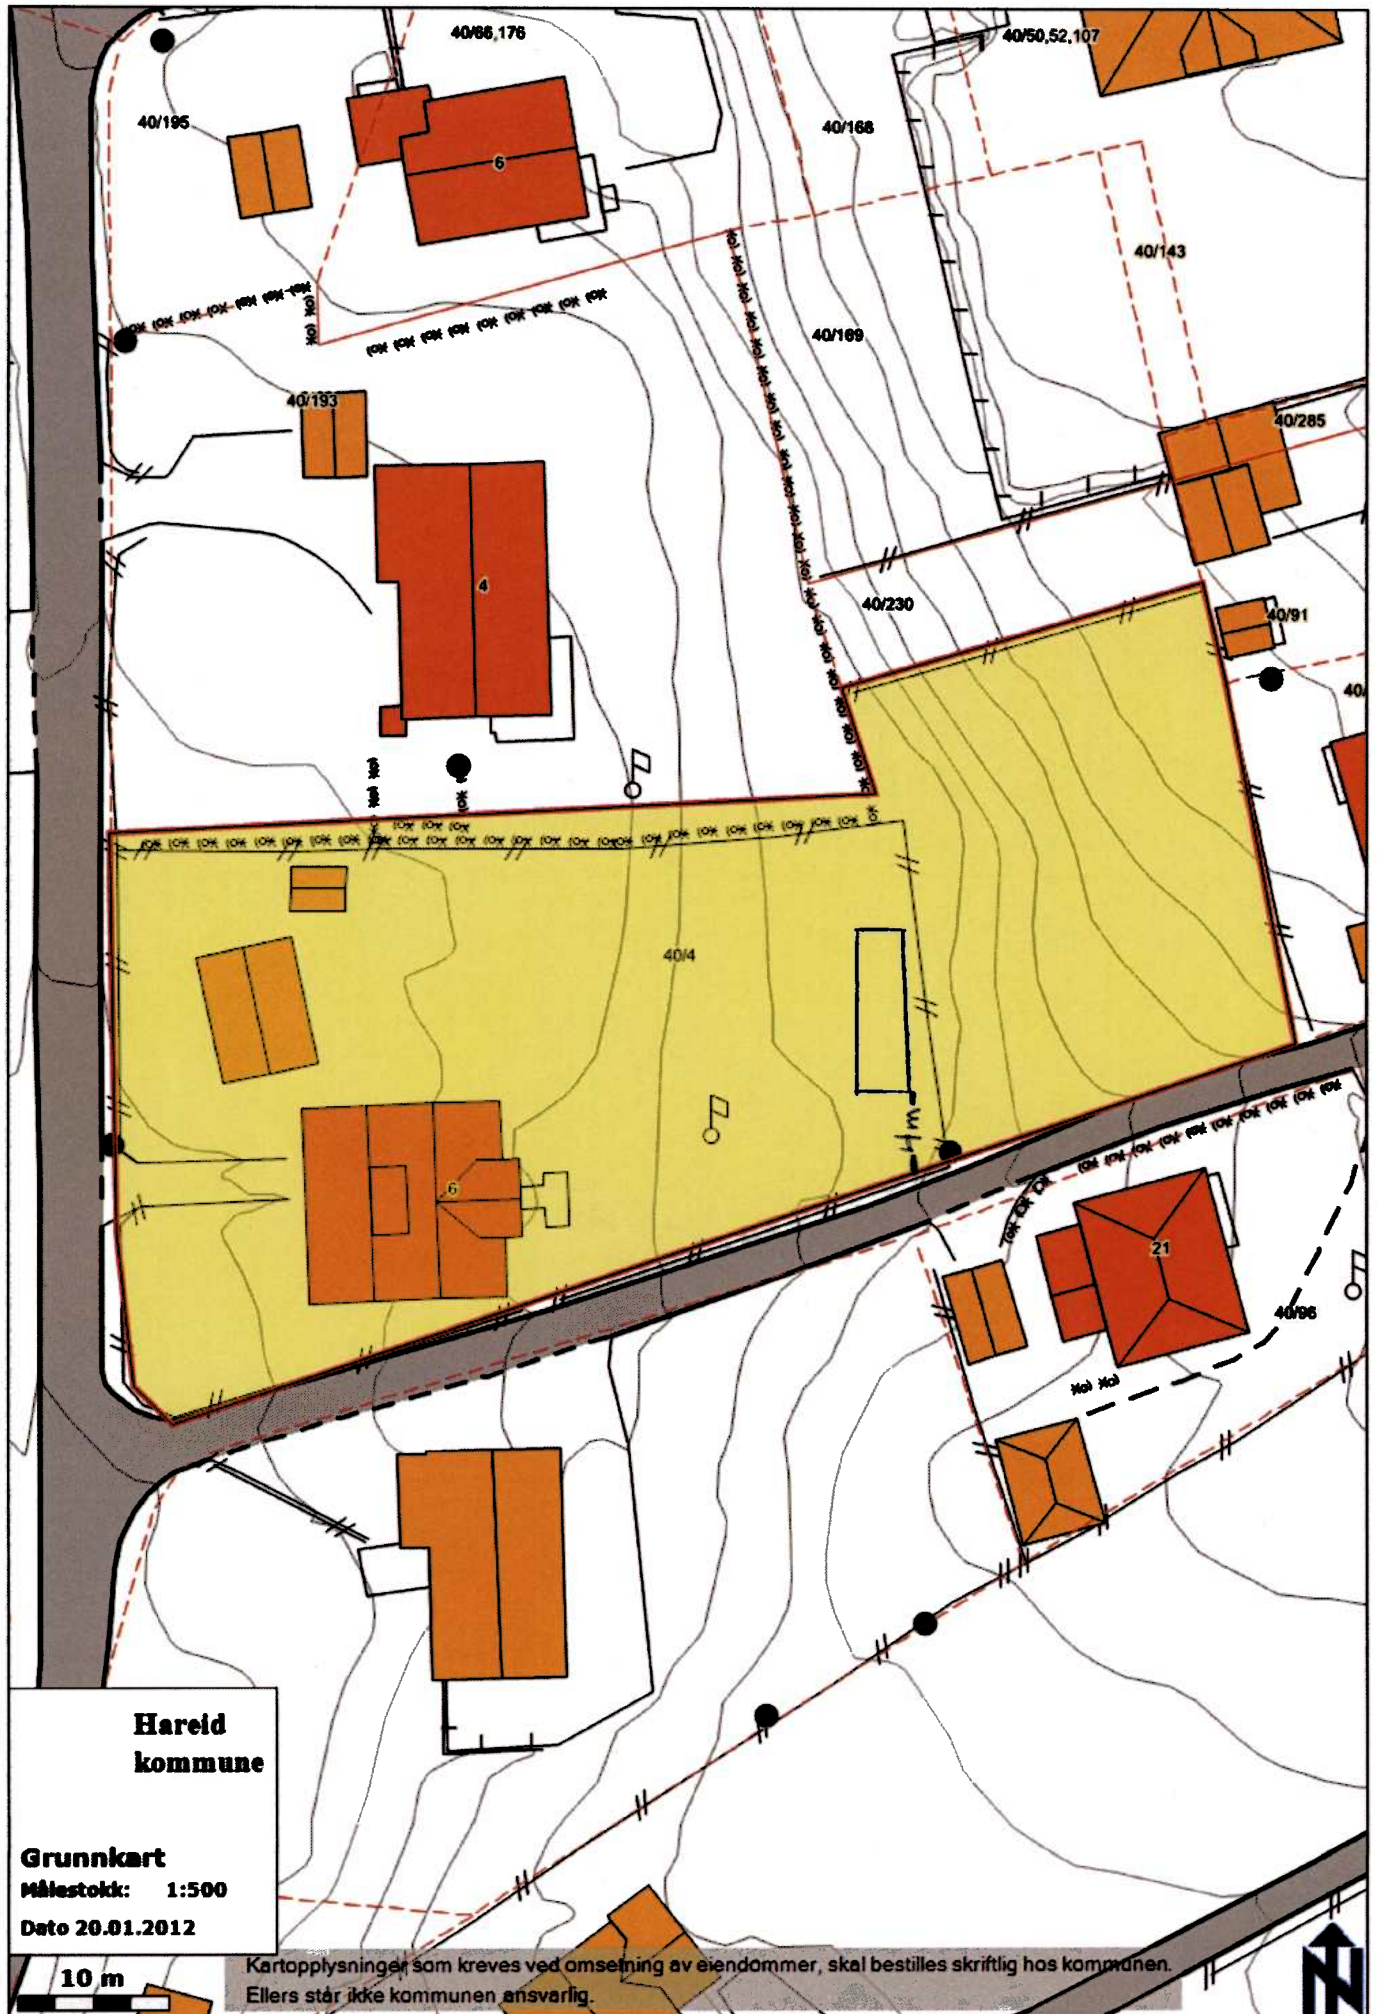 40/66,176
40/50,52,107
40/195
40/168
6
40/143
40/169
40/193
40/285
4
40/230
40/91
40/
40/4
6
21
40/96
Hareid
kommune
Grunnkart
Målestokk: 1:500
Dato 20.01.2012
10 m
Kartopplysninger som kreves ved omsetning av eiendommer, skal bestilles skriftlig hos kommunen.
Ellers står ikke kommunen ansvarlig.
N